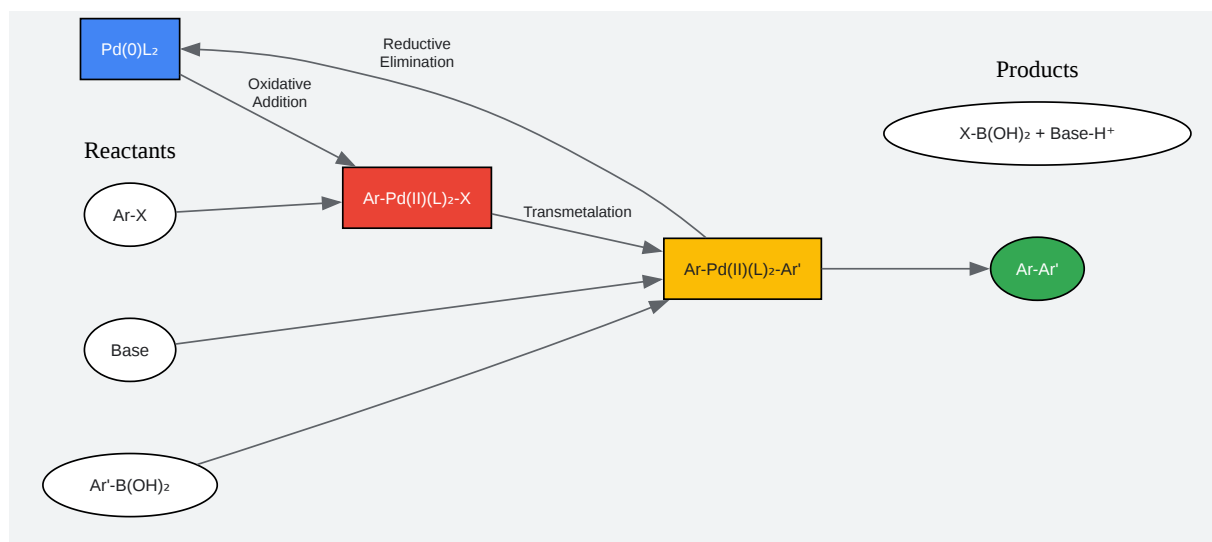 Pd(0)L₂
Reductive
Elimination
Oxidative
Addition
Products
X-B(OH)₂ + Base-H⁺
Reactants
Ar-X
Ar-Pd(II)(L)₂-X
Transmetalation
Ar-Pd(II)(L)₂-Ar'
Ar-Ar'
Base
Ar'-B(OH)₂